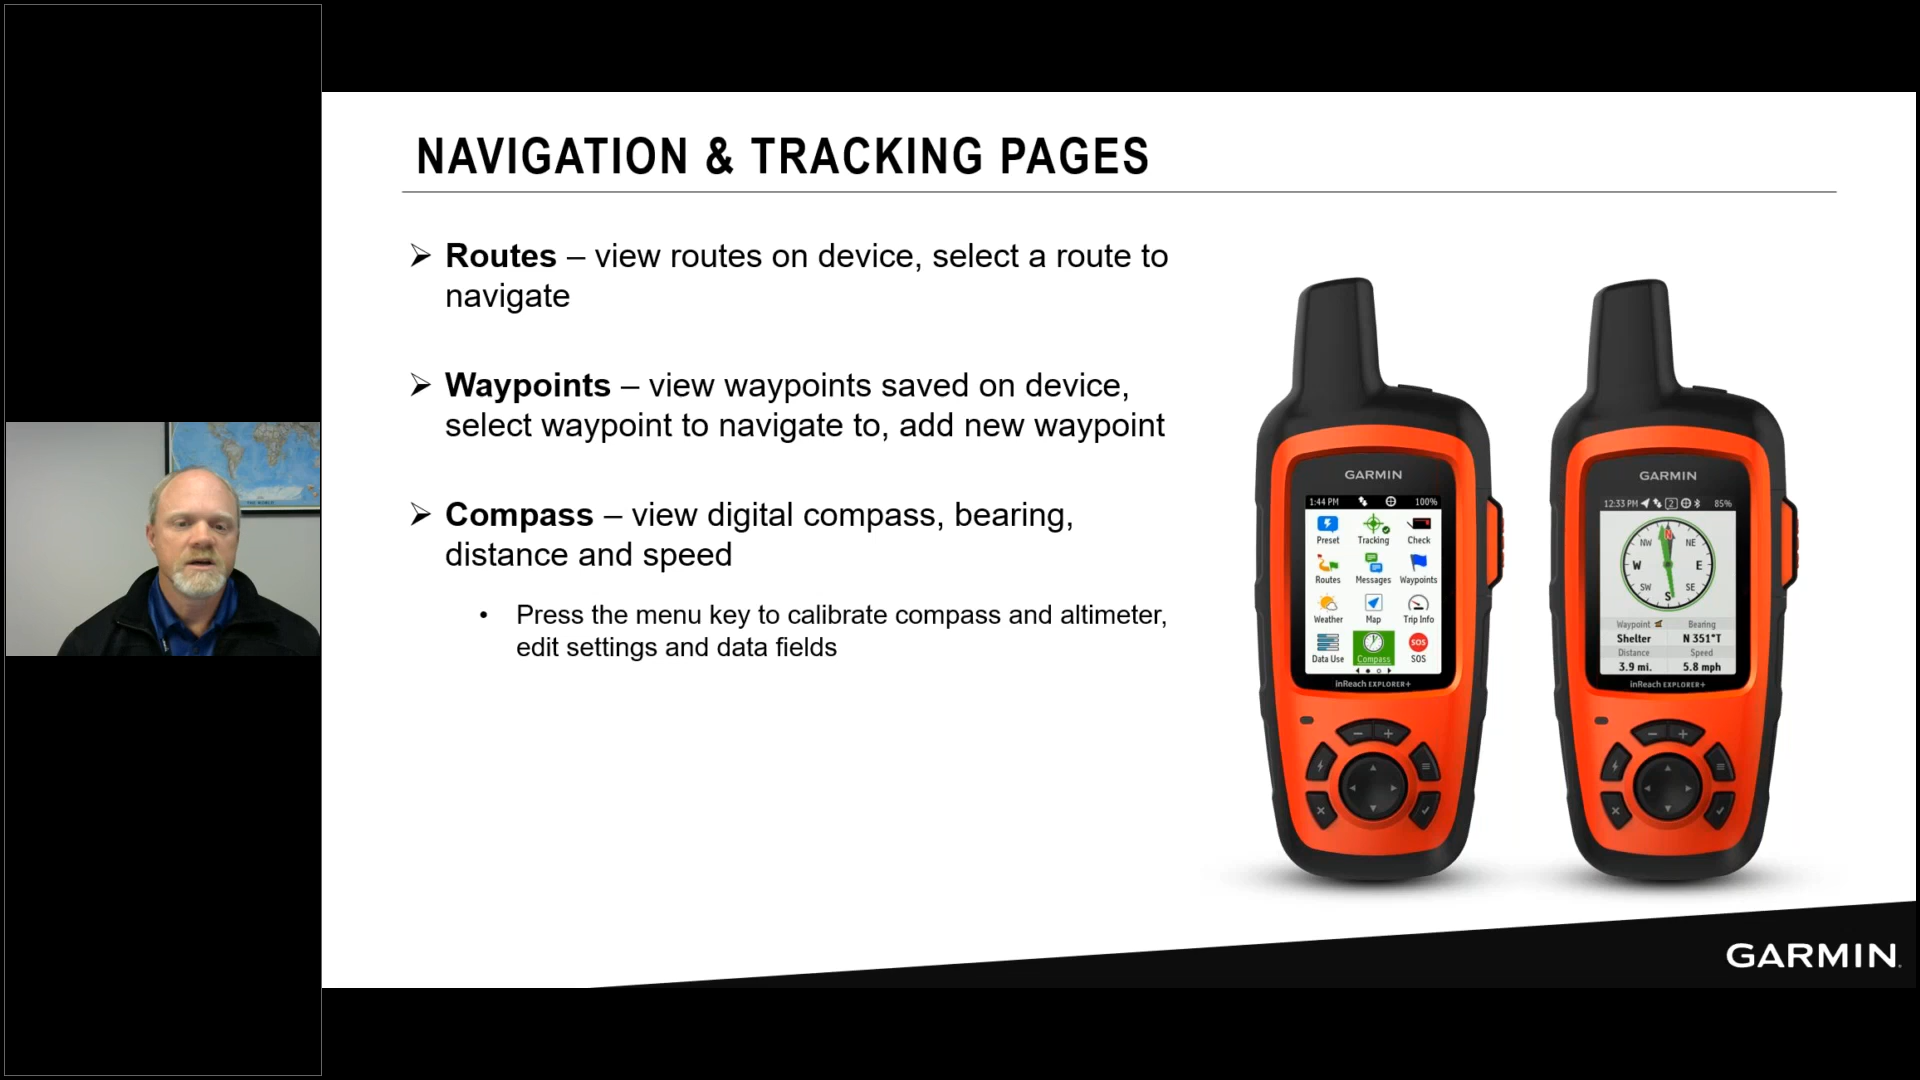 NAVIGATION & TRACKING PAGES
➢ Routes – view routes on device, select a route to
navigate
➢ Waypoints – view waypoints saved on device,
select waypoint to navigate to, add new waypoint
➢ Compass – view digital compass, bearing,
distance and speed
• Press the menu key to calibrate compass and altimeter,
edit settings and data fields
GARMIN
1:44 PM 100%
Preset Tracking Check
Routes Messages Waypoints
Weather Map Trip Info
SOS
Data Use Compass SOS
inReach EXPLORER+
GARMIN
12:33 PM 2 85%
N
NW NE
W E
SW SE
S
Waypoint Bearing
Shelter N 351°T
Distance Speed
3.9 mi. 5.8 mph
inReach EXPLORER+
THE WORLD
GARMIN